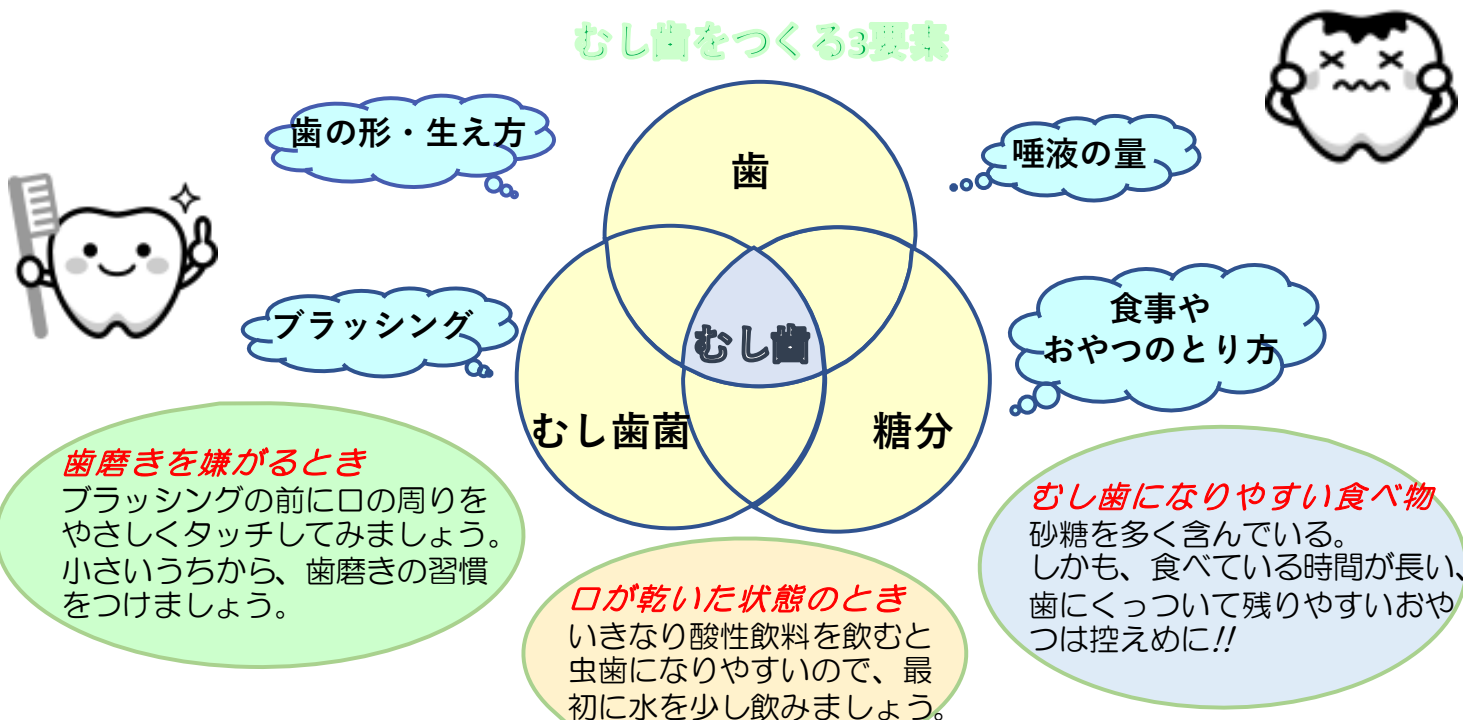 むし歯をつくる3要素
歯の形・生え方
歯
唾液の量
ブラッシング
むし歯
食事や
おやつのとり方
むし歯菌
糖分
歯磨きを嫌がるとき
ブラッシングの前に口の周りを
やさしくタッチしてみましょう。
小さいうちから、歯磨きの習慣
をつけましょう。
口が乾いた状態のとき
いきなり酸性飲料を飲むと
虫歯になりやすいので、最
初に水を少し飲みましょう。
むし歯になりやすい食べ物
砂糖を多く含んでいる。
しかも、食べている時間が長い、
歯にくっついて残りやすいおや
つは控えめに!!